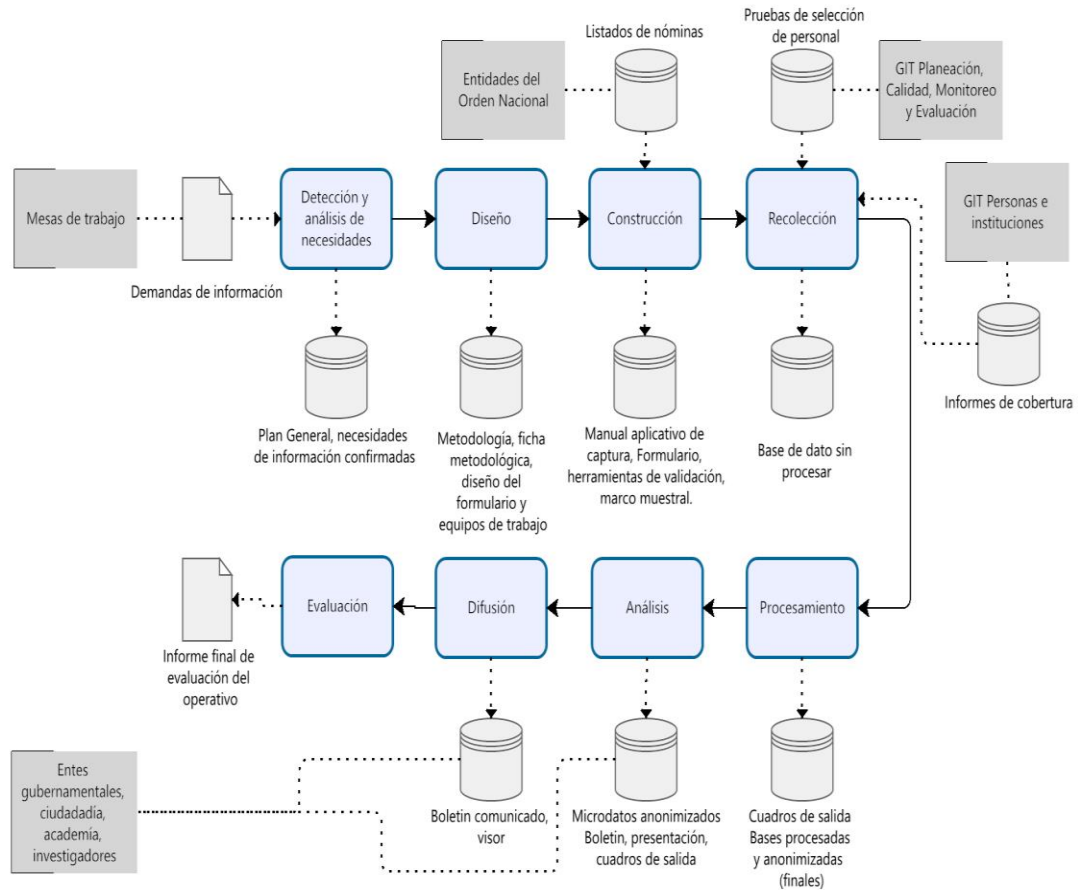 Listados de nóminas
Pruebas de selección
de personal
Entidades del
Orden Nacional
GIT Planeación,
Calidad, Monitoreo
y Evaluación
Mesas de trabajo
Demandas de información
Detección y
análisis de
necesidades
Diseño
Construcción
Recolección
GIT Personas e
instituciones
Informes de cobertura
Plan General, necesidades
de información confirmadas
Metodología, ficha
metodológica,
diseño del
formulario y
equipos de trabajo
Manual aplicativo de
captura, Formulario,
herramientas de validación,
marco muestral.
Base de dato sin
procesar
Evaluación
Difusión
Análisis
Procesamiento
Informe final de
evaluación del
operativo
Entes
gubernamentales,
ciudadadía,
academía,
investigadores
Boletin comunicado,
visor
Microdatos anonimizados
Boletin, presentación,
cuadros de salida
Cuadros de salida
Bases procesadas
y anonimizadas
(finales)